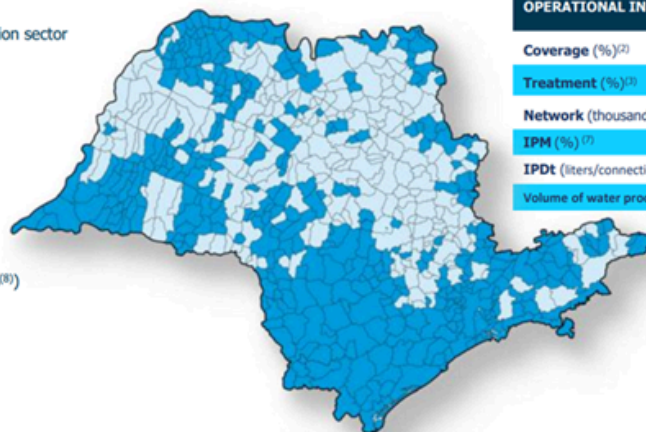 ion sector
(8))
OPERATIONAL IN
Coverage (%)(2)
Treatment (%)(3)
Network (thousand
IPM (%) (7)
IPDt (liters/connecti
Volume of water pro